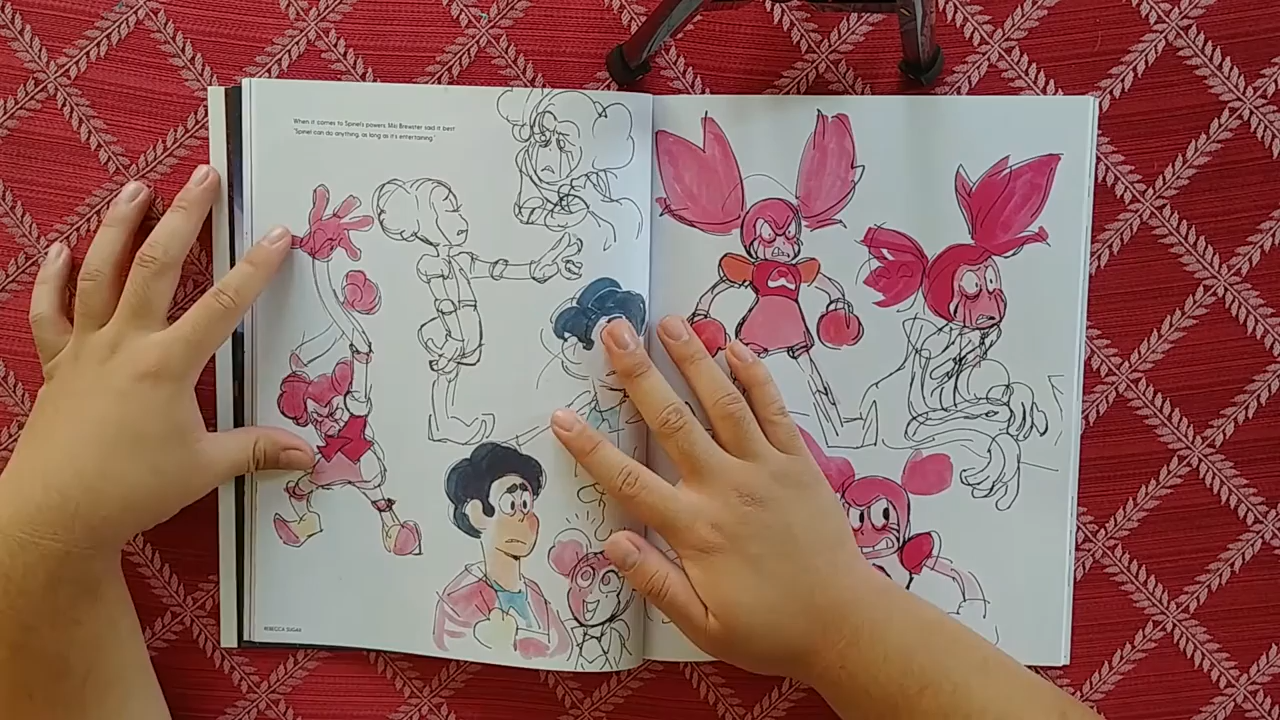 When it comes to Spinel's powers, Miki Brewster said it best:
"Spinel can do anything, as long as it's entertaining."
REBECCA SUGAR